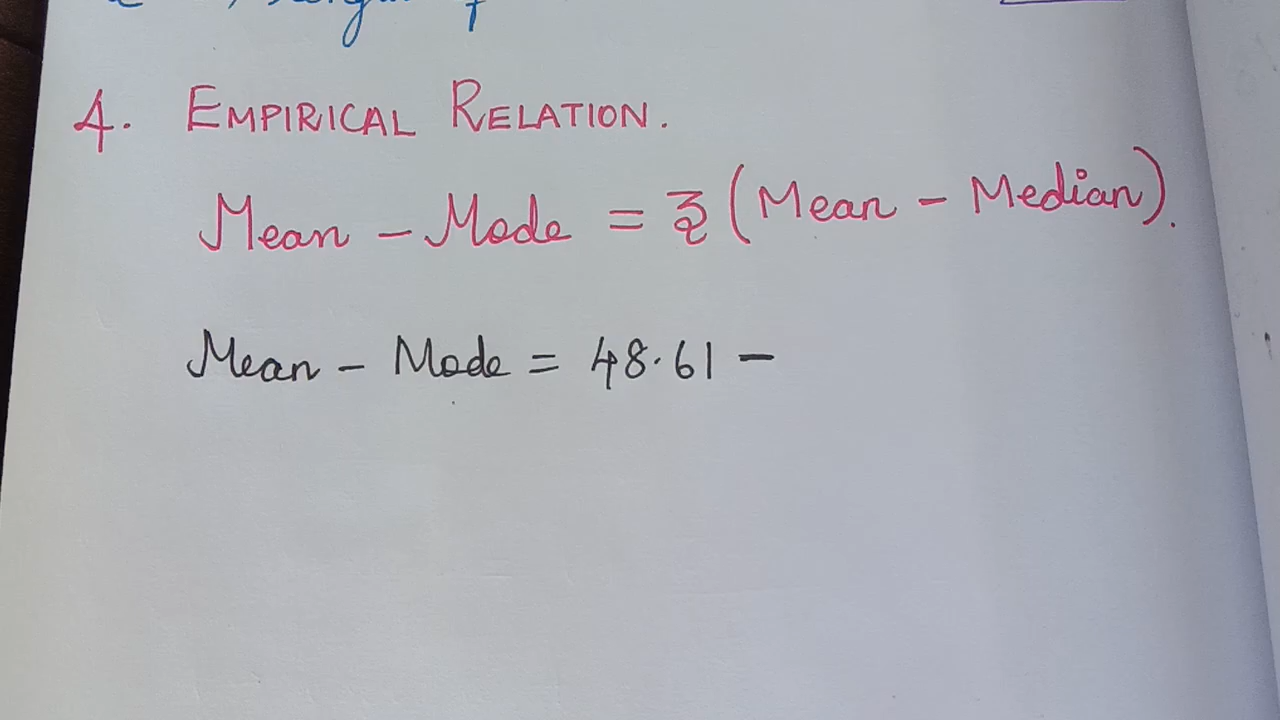 4. EMPIRICAL RELATION.
Mean - Mode = 3 (Mean - Median).
Mean - Mode = 48.61 -